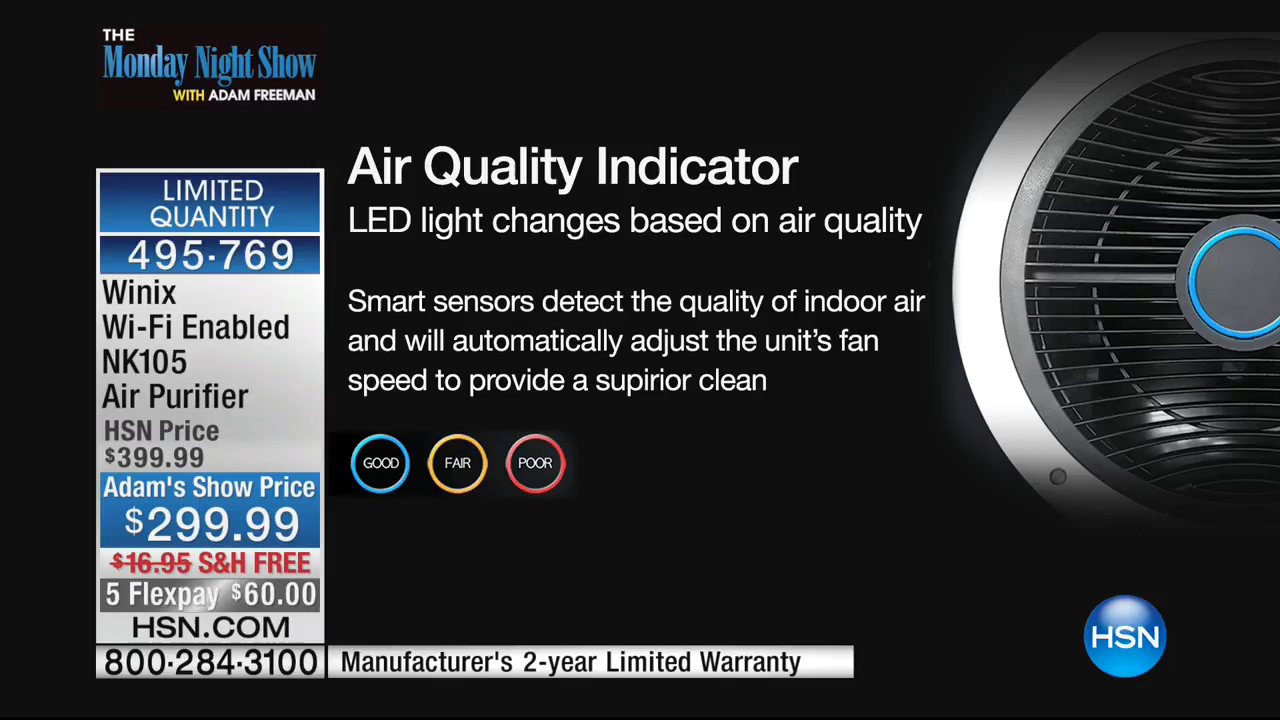 THE
Monday Night Show
WITH ADAM FREEMAN
LIMITED
QUANTITY
495·769
Winix
Wi-Fi Enabled
NK105
Air Purifier
HSN Price
$399.99
Adam's Show Price
$299.99
$16.95 S&H FREE
5 Flexpay $60.00
HSN.COM
800·284·3100
Air Quality Indicator
LED light changes based on air quality
Smart sensors detect the quality of indoor air
and will automatically adjust the unit’s fan
speed to provide a supirior clean
GOOD FAIR POOR
HSN
Manufacturer's 2-year Limited Warranty